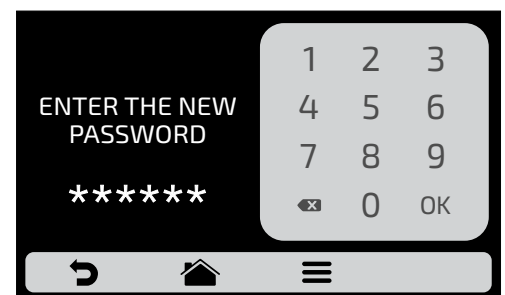 ENTER THE NEW
PASSWORD
******
1 2 3
4 5 6
7 8 9
0 OK